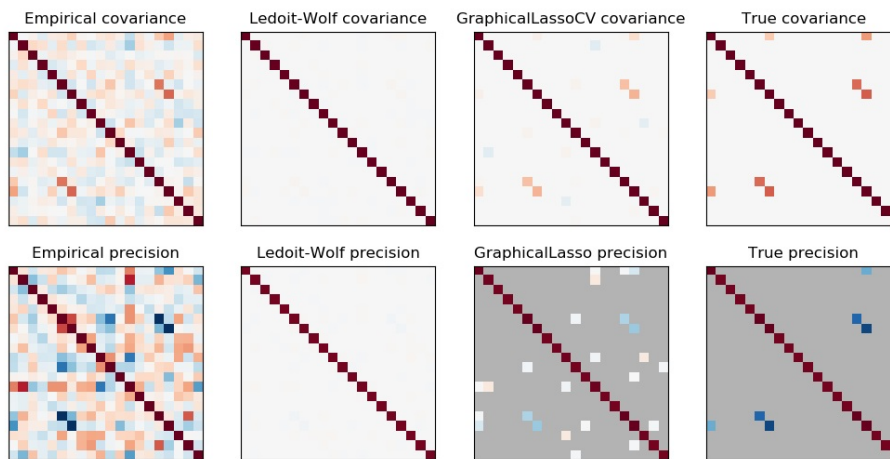 Empirical covariance
Ledoit-Wolf covariance
GraphicalLassoCV covariance
True covariance
Empirical precision
Ledoit-Wolf precision
GraphicalLasso precision
True precision